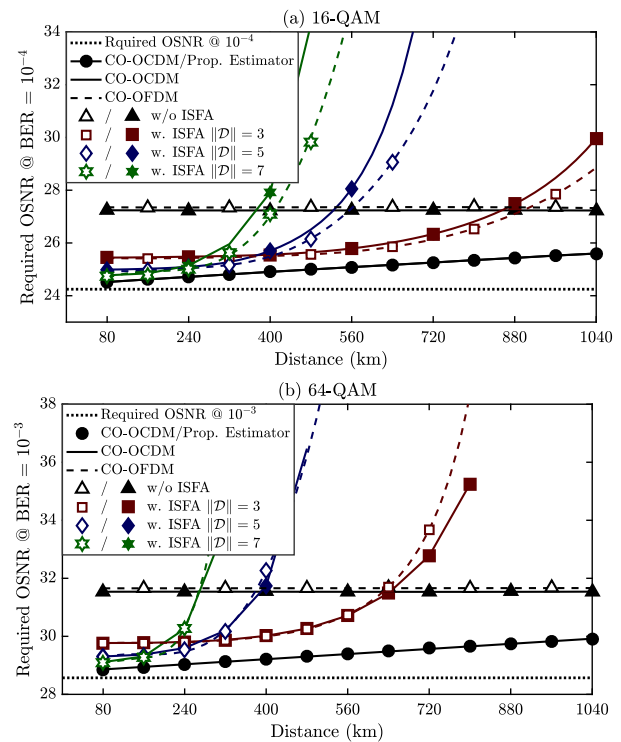 (a) 16-QAM
Required OSNR @ BER = 10⁻⁴
34
32
30
28
26
24
Rquired OSNR @ 10⁻⁴
CO-OCDM/Prop. Estimator
CO-OCDM
CO-OFDM
/ w/o ISFA
/ w. ISFA ‖𝒟‖ = 3
/ w. ISFA ‖𝒟‖ = 5
/ w. ISFA ‖𝒟‖ = 7
80 240 400 560 720 880 1040
Distance (km)
(b) 64-QAM
Required OSNR @ BER = 10⁻³
38
36
34
32
30
28
Required OSNR @ 10⁻³
CO-OCDM/Prop. Estimator
CO-OCDM
CO-OFDM
/ w/o ISFA
/ w. ISFA ‖𝒟‖ = 3
/ w. ISFA ‖𝒟‖ = 5
/ w. ISFA ‖𝒟‖ = 7
80 240 400 560 720 880 1040
Distance (km)